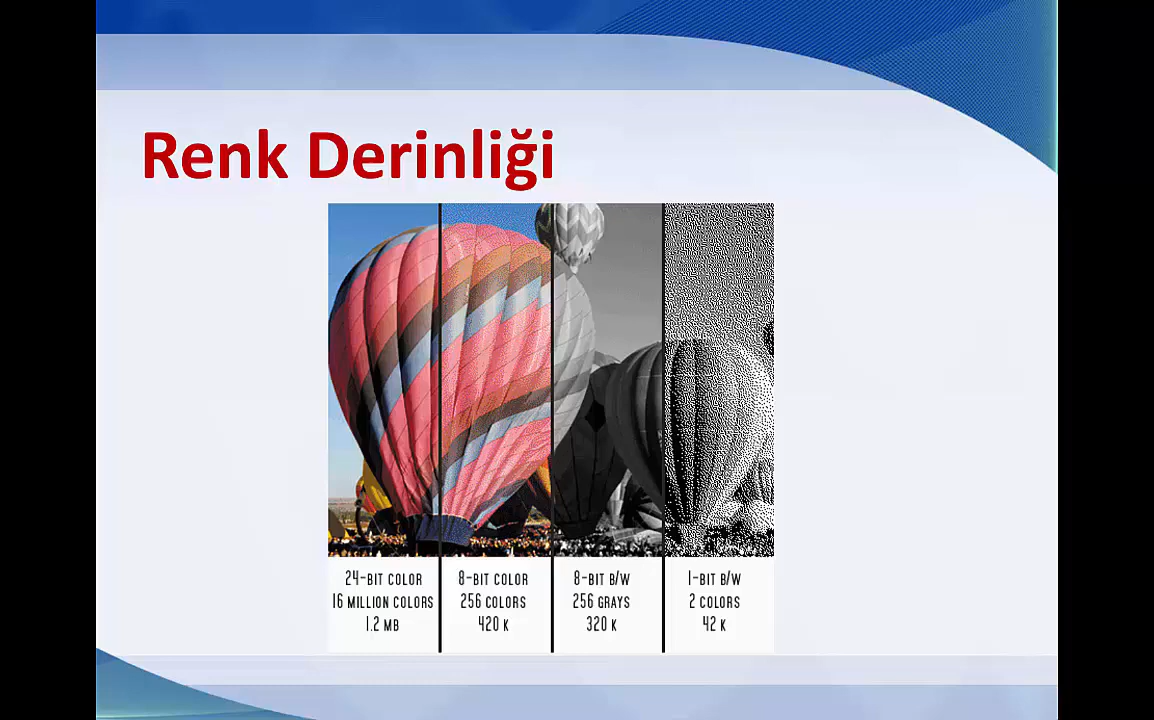 Renk Derinliği
24-BIT COLOR
16 MILLION COLORS
1.2 MB
8-BIT COLOR
256 COLORS
420 K
8-BIT B/W
256 GRAYS
320 K
1-BIT B/W
2 COLORS
42 K